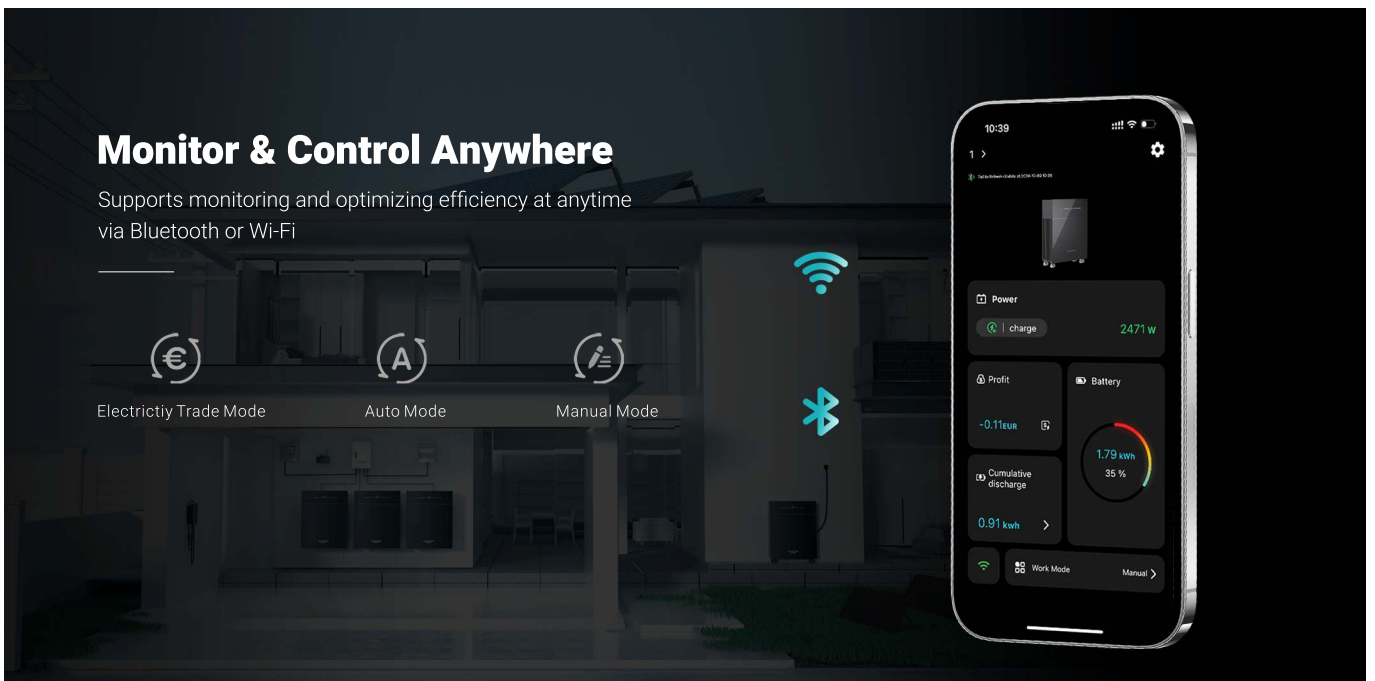 Monitor & Control Anywhere
Supports monitoring and optimizing efficiency at anytime
via Bluetooth or Wi-Fi
Electrictiy Trade Mode
Auto Mode
Manual Mode
10:39
1 >
Power
charge
2471 W
Profit
-0.11EUR
Battery
1.79 kwh
35 %
Cumulative
discharge
0.91 kwh
Work Mode
Manual >